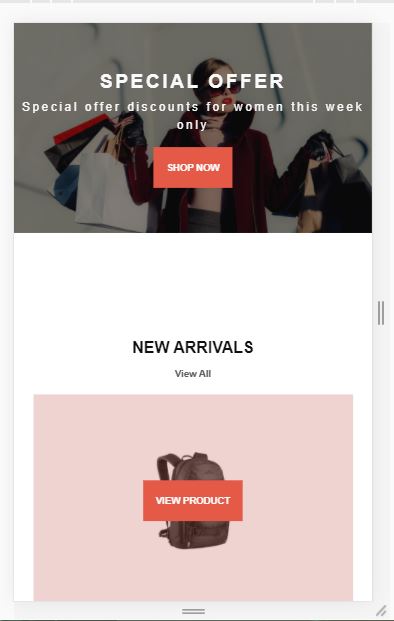 SPECIAL OFFER
Special offer discounts for women this week
only
SHOP NOW
NEW ARRIVALS
View All
VIEW PRODUCT